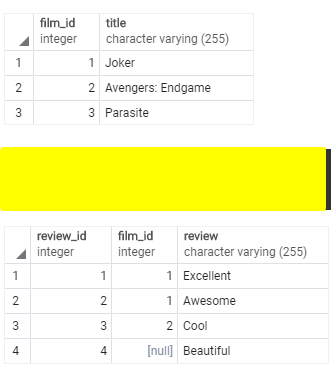 film_id title
integer character varying (255)
1 1 Joker
2 2 Avengers: Endgame
3 3 Parasite
review_id film_id review
integer integer character varying (255)
1 1 1 Excellent
2 2 1 Awesome
3 3 2 Cool
4 4 [null] Beautiful